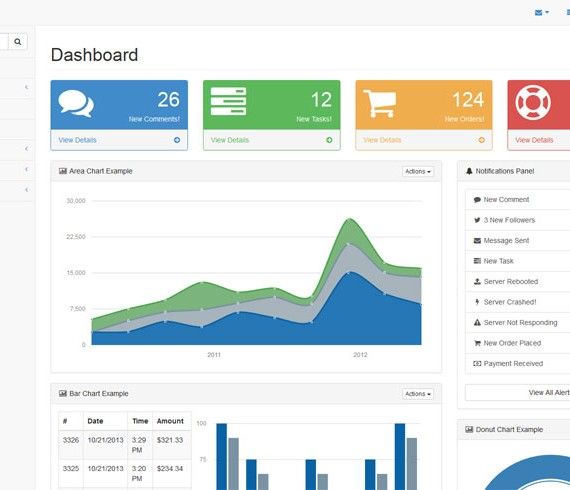 Dashboard
26
New Comments!
View Details
12
New Tasks!
View Details
124
New Orders!
View Details
View Details
Area Chart Example
Actions
30,000
22,500
15,000
7,500
0
2011
2012
Notifications Panel
New Comment
3 New Followers
Message Sent
New Task
Server Rebooted
Server Crashed!
Server Not Responding
New Order Placed
Payment Received
View All Alert
Bar Chart Example
Actions
# Date Time Amount
3326 10/21/2013 3:29 PM $321.33
3325 10/21/2013 3:20 PM $234.34
100
75
Donut Chart Example